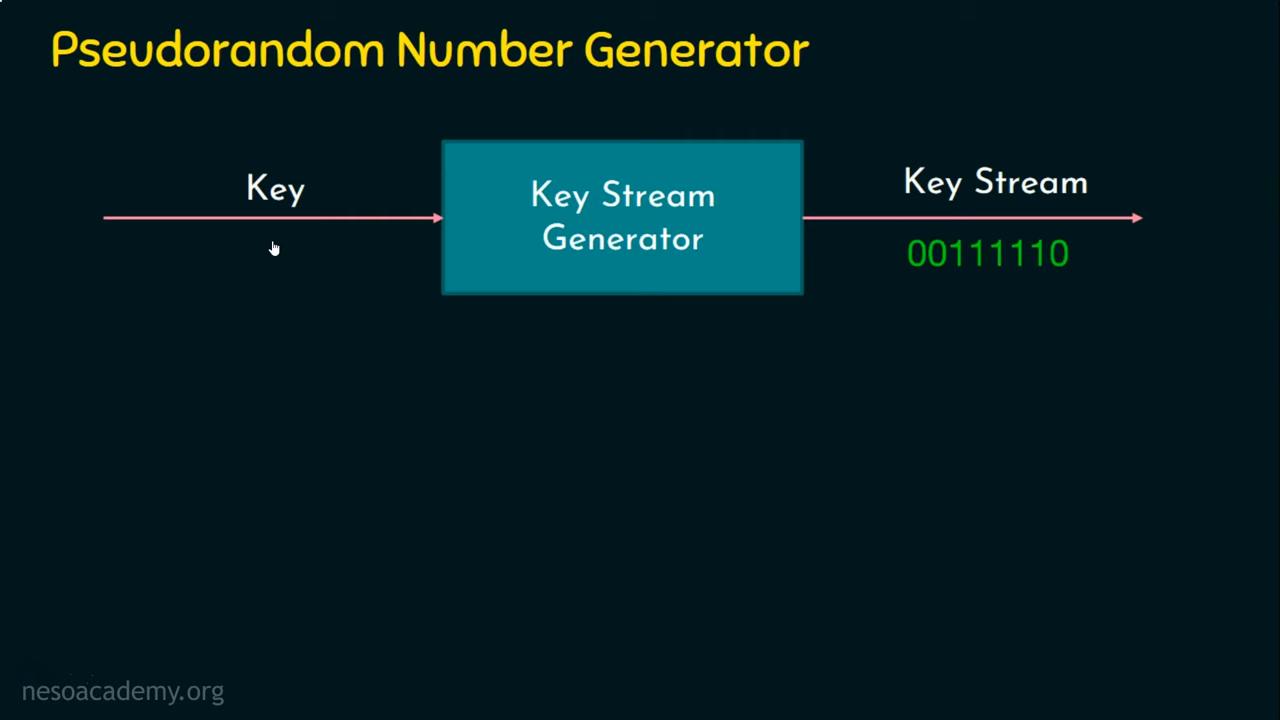 Pseudorandom Number Generator
Key
Key Stream
Generator
Key Stream
00111110
nesoacademy.org